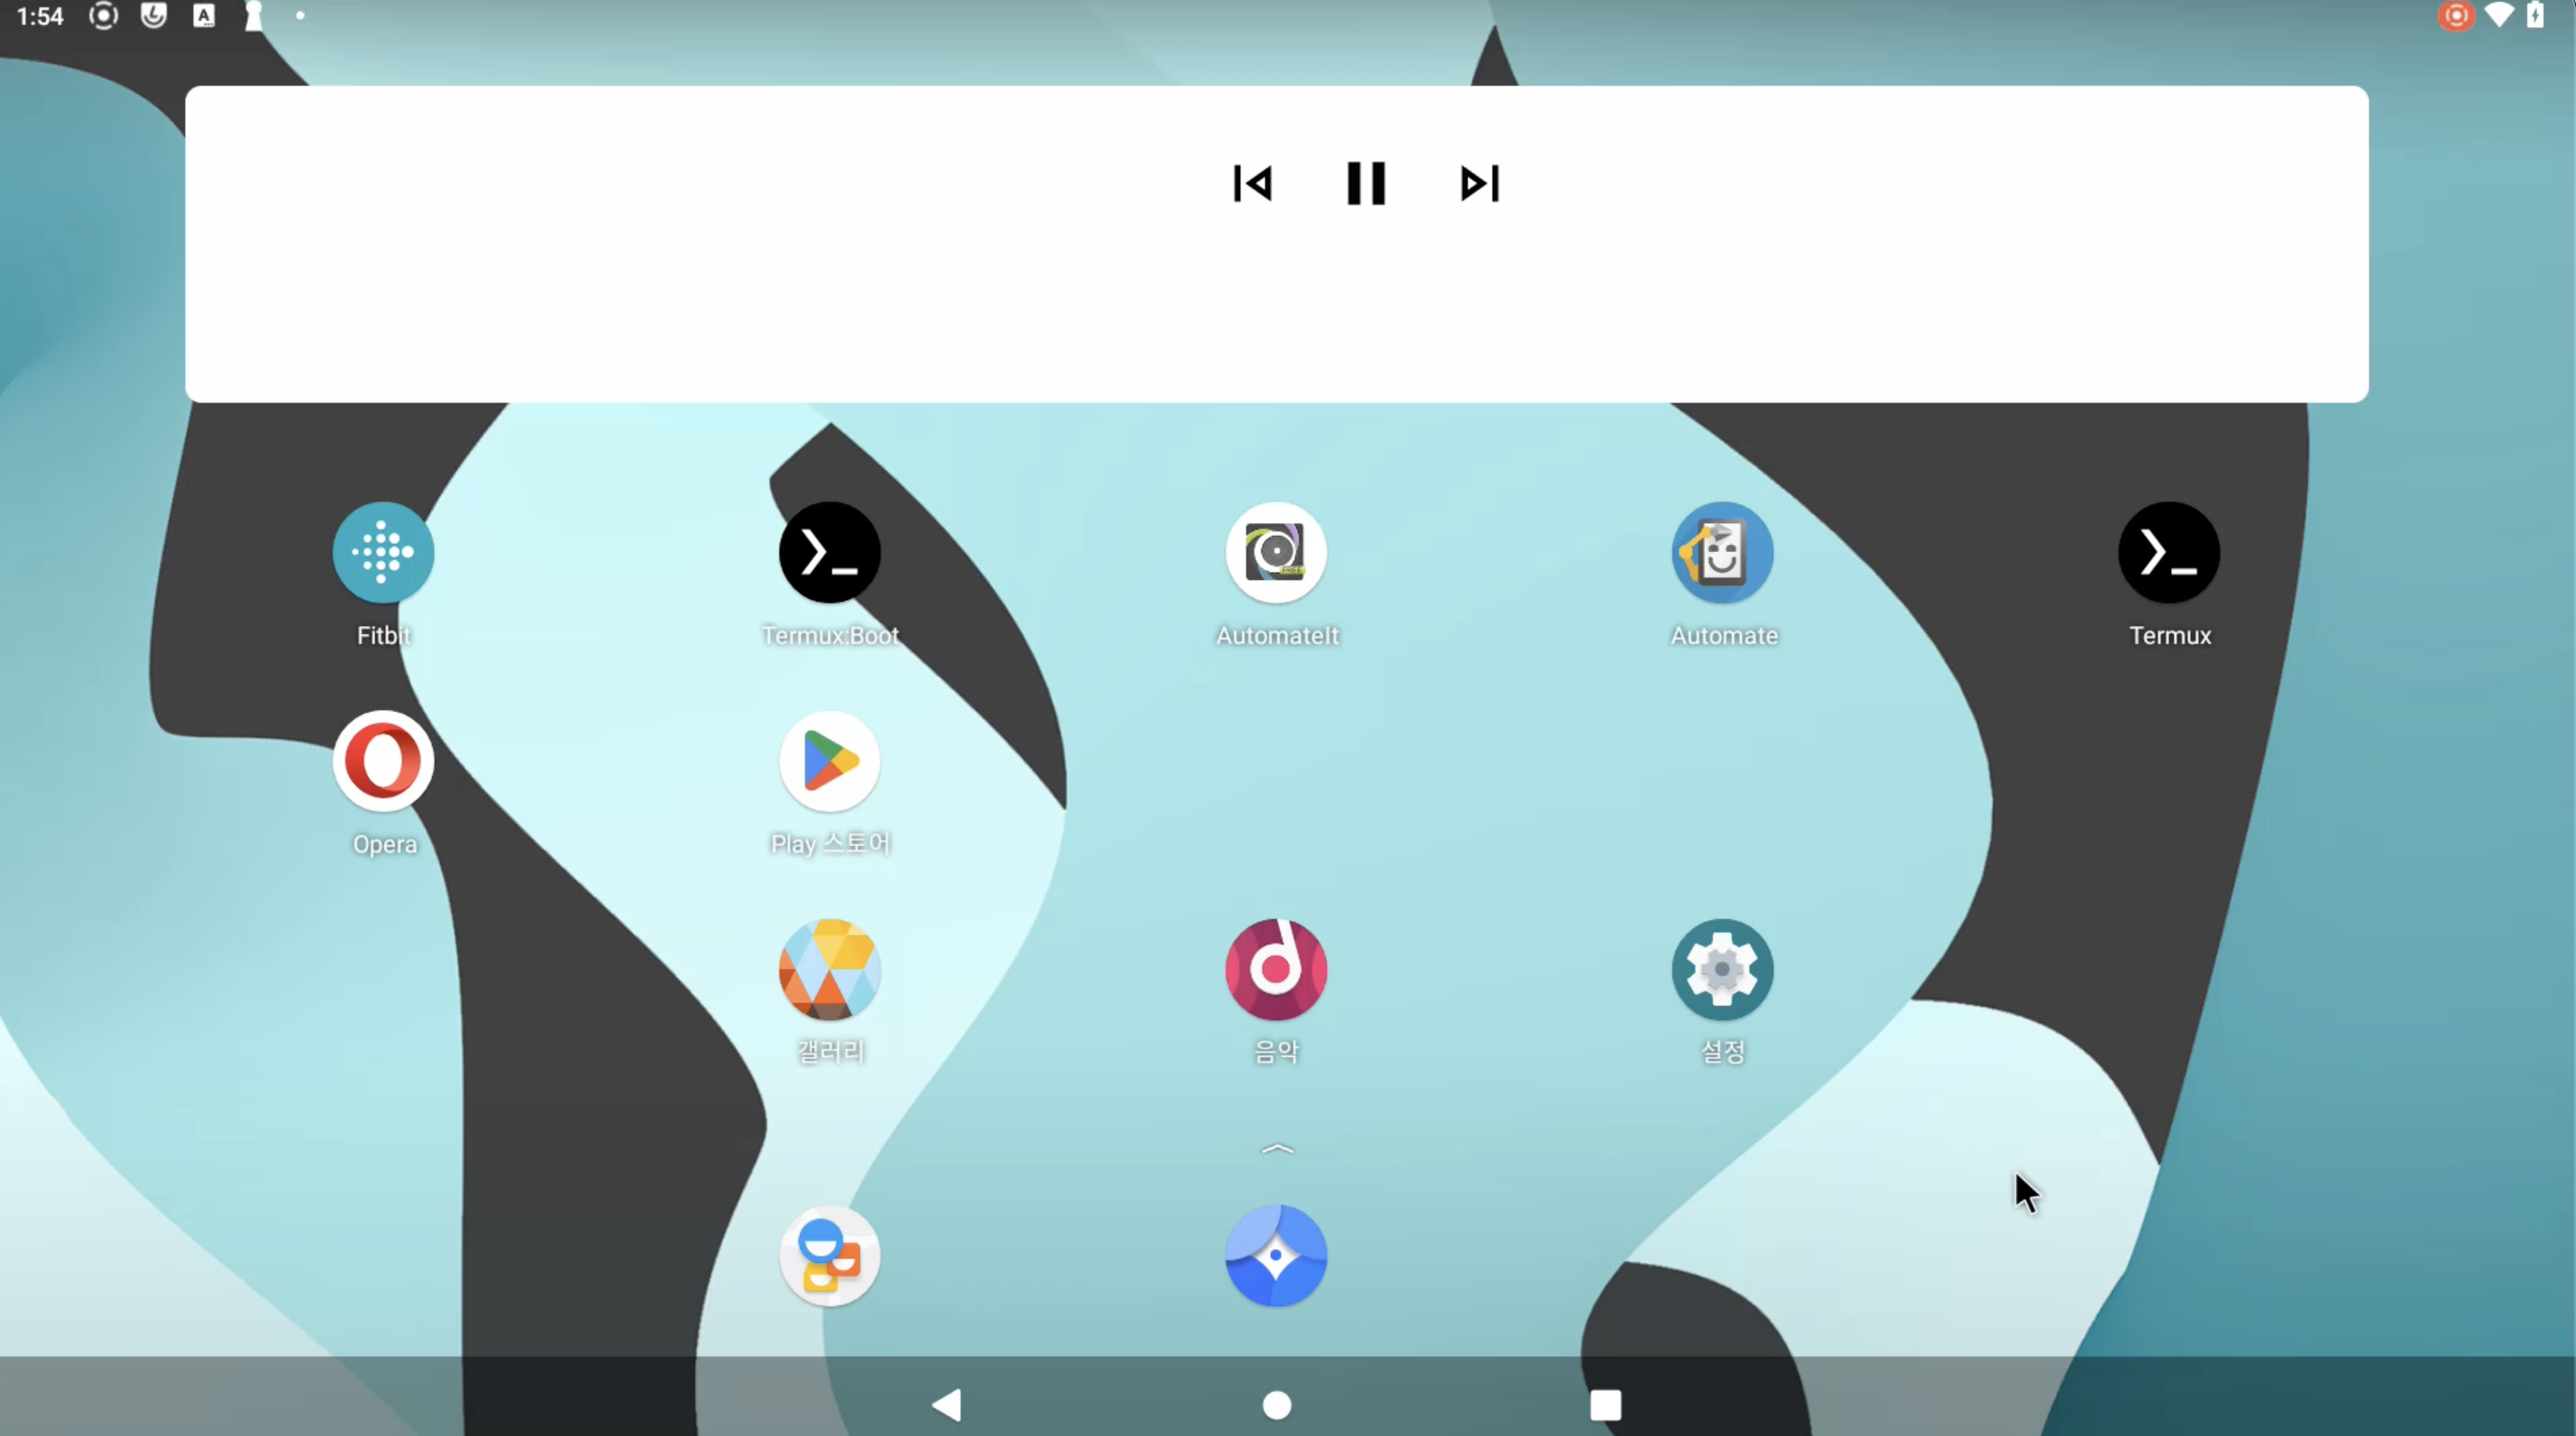 1:54
Fitbit
Termux:Boot
AutomateIt
Automate
Termux
Opera
Play 스토어
갤러리
음악
설정